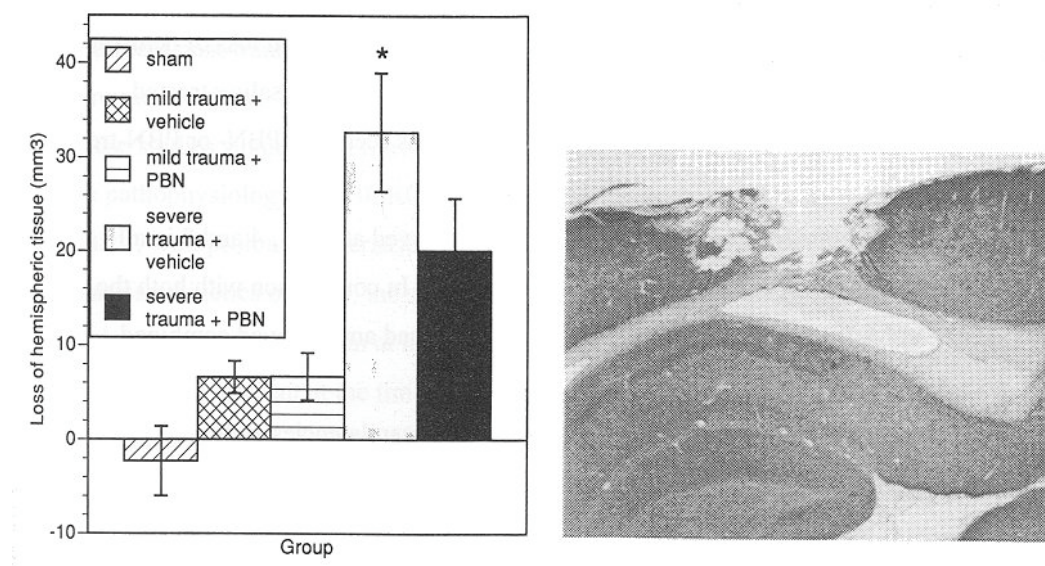 Loss of hemispheric tissue (mm3)
40
30
20
10
0
-10
*
sham
mild trauma +
vehicle
mild trauma +
PBN
severe
trauma +
vehicle
severe
trauma + PBN
Group